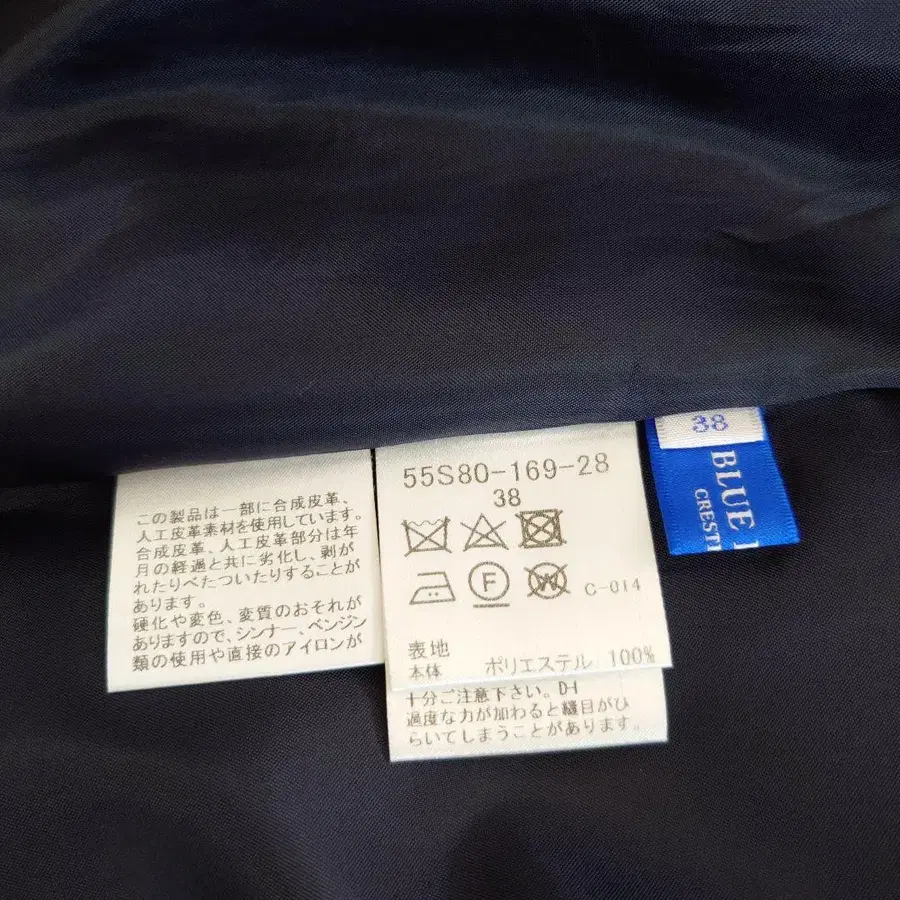 この製品は一部に合成皮革、
人工皮革素材を使用しています。
合成皮革、人工皮革部分は年
月の経過と共に劣化し、剥が
れたりべたついたりすることが
あります。
硬化や変色、変質のおそれが
ありますので、シンナー、ベンジン
類の使用や直接のアイロンが
55S80-169-28
38
F
W
C-014
表地
本体 ポリエステル 100%
十分ご注意下さい。D-I
過度な力が加わると縫目がひ
らいてしまうことがあります。
38
BLUE
CRESTI